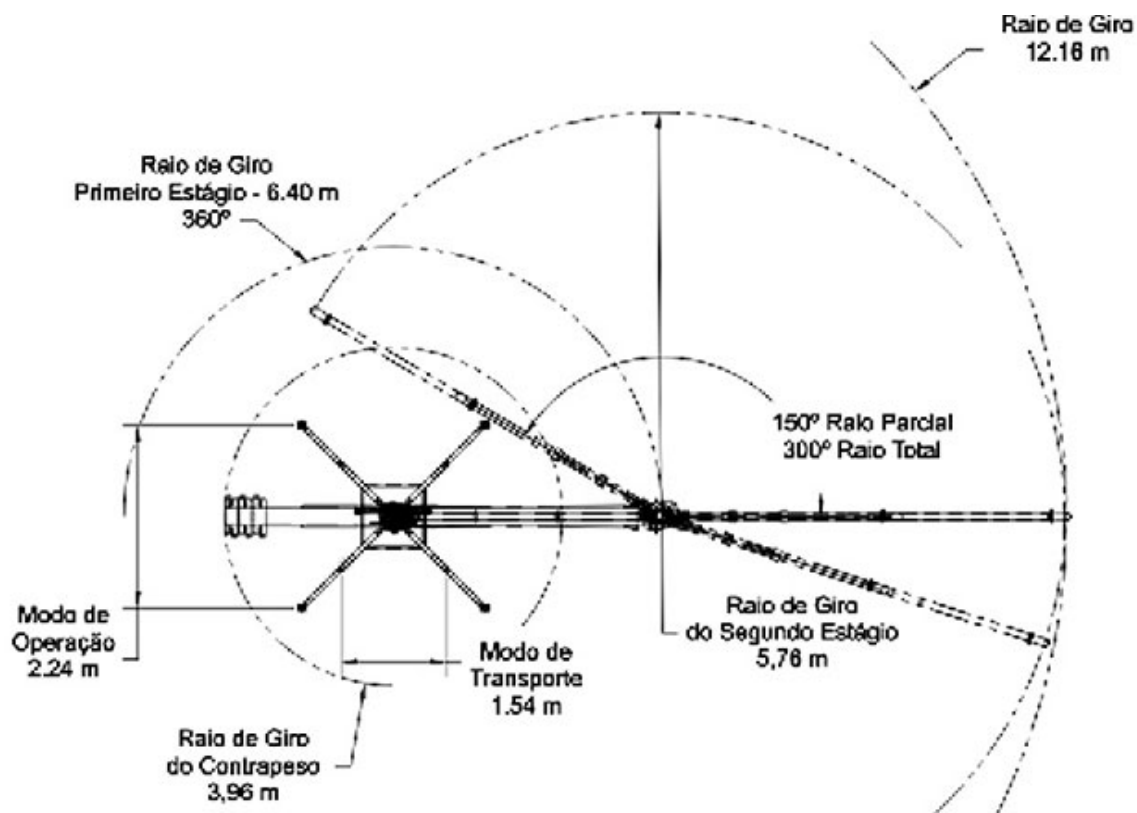 Raio de Giro
12.16 m
Raio de Giro
Primeiro Estágio - 6.40 m
360º
150º Raio Parcial
300º Raio Total
Modo de
Operação
2.24 m
Modo de
Transporte
1.54 m
Raio de Giro
do Segundo Estágio
5,76 m
Raio de Giro
do Contrapeso
3,96 m